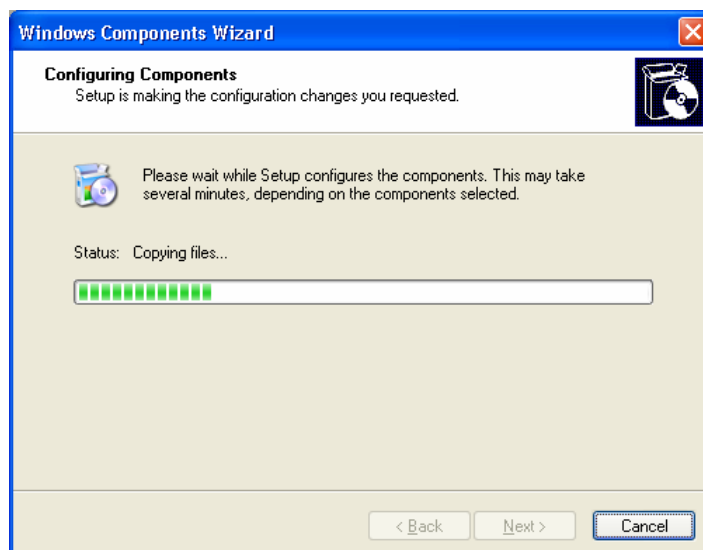 Windows Components Wizard
Configuring Components
Setup is making the configuration changes you requested.
Please wait while Setup configures the components. This may take
several minutes, depending on the components selected.
Status: Copying files...
< Back Next > Cancel